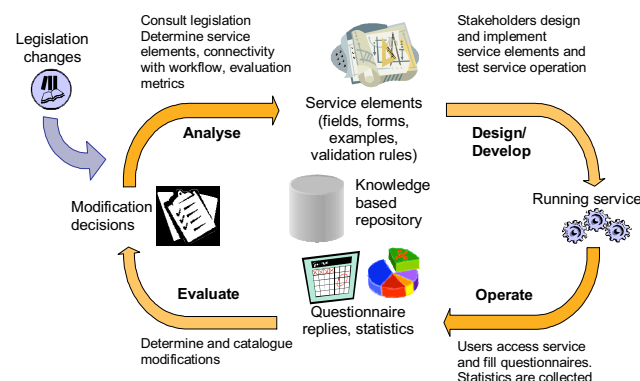 Legislation
changes
Consult legislation
Determine service
elements, connectivity
with workflow, evaluation
metrics
Stakeholders design
and implement
service elements and
test service operation
Analyse
Service elements
(fields, forms,
examples,
validation rules)
Design/
Develop
Modification
decisions
Knowledge
based
repository
Running service
Evaluate
Questionnaire
replies, statistics
Operate
Determine and catalogue
modifications
Users access service
and fill questionnaires.
Statistics are collected